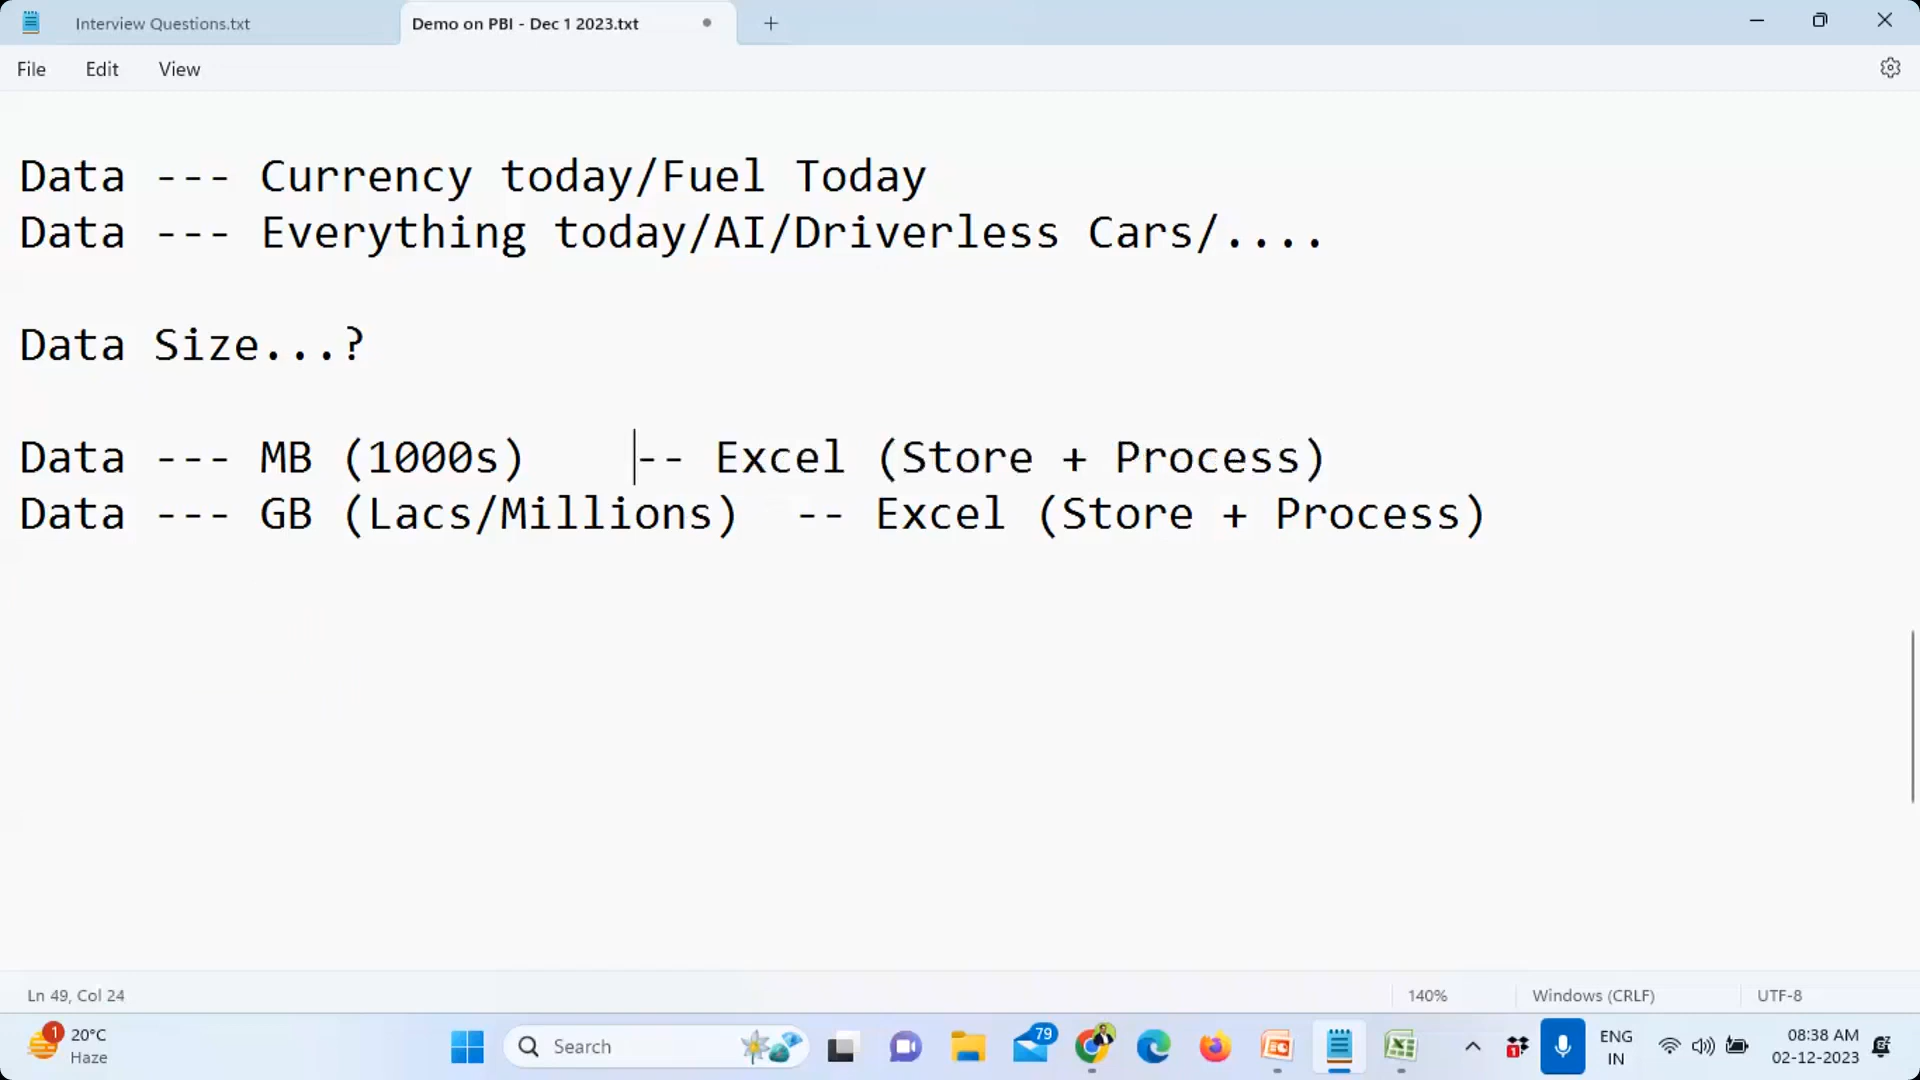 Interview Questions.txt
Demo on PBI - Dec 1 2023.txt
File Edit View
Data --- Currency today/Fuel Today
Data --- Everything today/AI/Driverless Cars/....
Data Size...?
Data --- MB (1000s)    -- Excel (Store + Process)
Data --- GB (Lacs/Millions)  -- Excel (Store + Process)
Ln 49, Col 24
140%
Windows (CRLF)
UTF-8
1
20°C
Haze
Search
79
1
ENG
IN
08:38 AM
02-12-2023